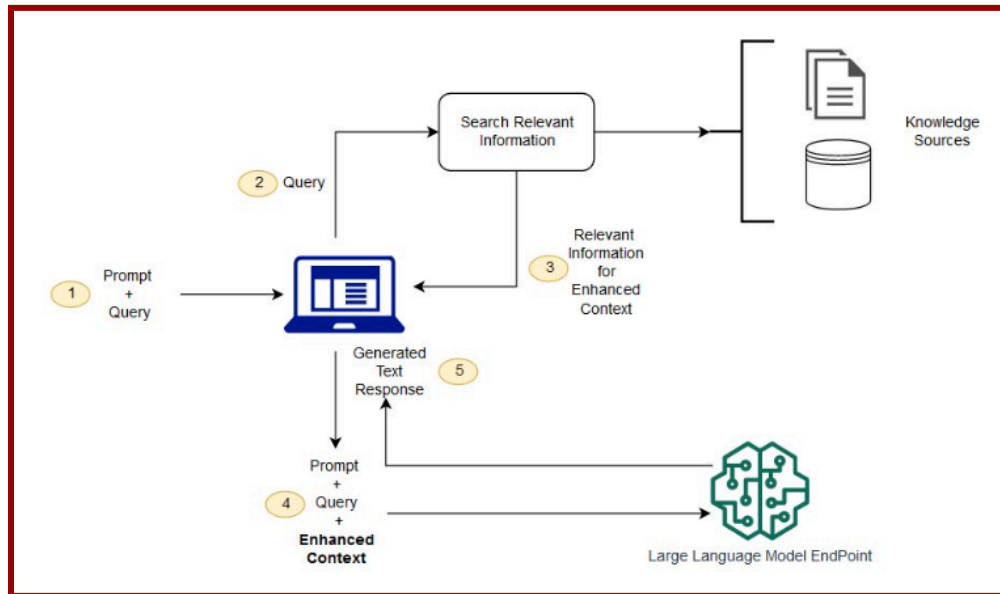 Search Relevant
Information
Knowledge
Sources
2
Query
Relevant
Information
for
Enhanced
Context
3
1
Prompt
+
Query
Generated
Text
Response
5
Prompt
+
Query
+
Enhanced
Context
4
Large Language Model EndPoint